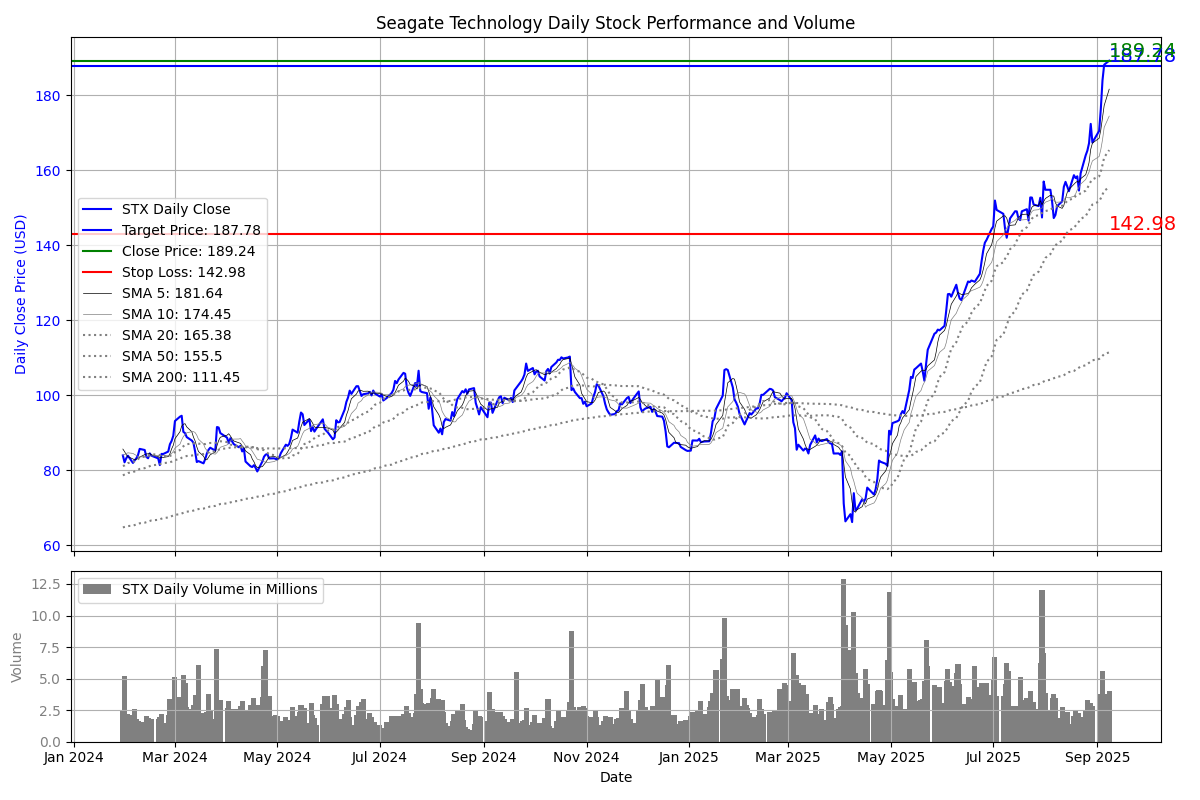 Seagate Technology Daily Stock Performance and Volume
189.24
187.78
142.98
Daily Close Price (USD)
180
160
140
120
100
80
60
STX Daily Close
Target Price: 187.78
Close Price: 189.24
Stop Loss: 142.98
SMA 5: 181.64
SMA 10: 174.45
SMA 20: 165.38
SMA 50: 155.5
SMA 200: 111.45
Volume
12.5
10.0
7.5
5.0
2.5
0.0
STX Daily Volume in Millions
Jan 2024 Mar 2024 May 2024 Jul 2024 Sep 2024 Nov 2024 Jan 2025 Mar 2025 May 2025 Jul 2025 Sep 2025
Date